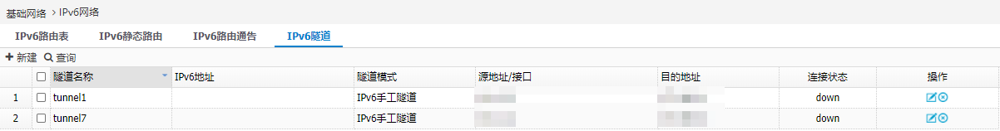 基础网络 > IPv6网络
IPv6路由表 IPv6静态路由 IPv6路由通告 IPv6隧道
新建 查询
隧道名称 IPv6地址 隧道模式 源地址/接口 目的地址 连接状态 操作
1 tunnel1 IPv6手工隧道 down
2 tunnel7 IPv6手工隧道 down